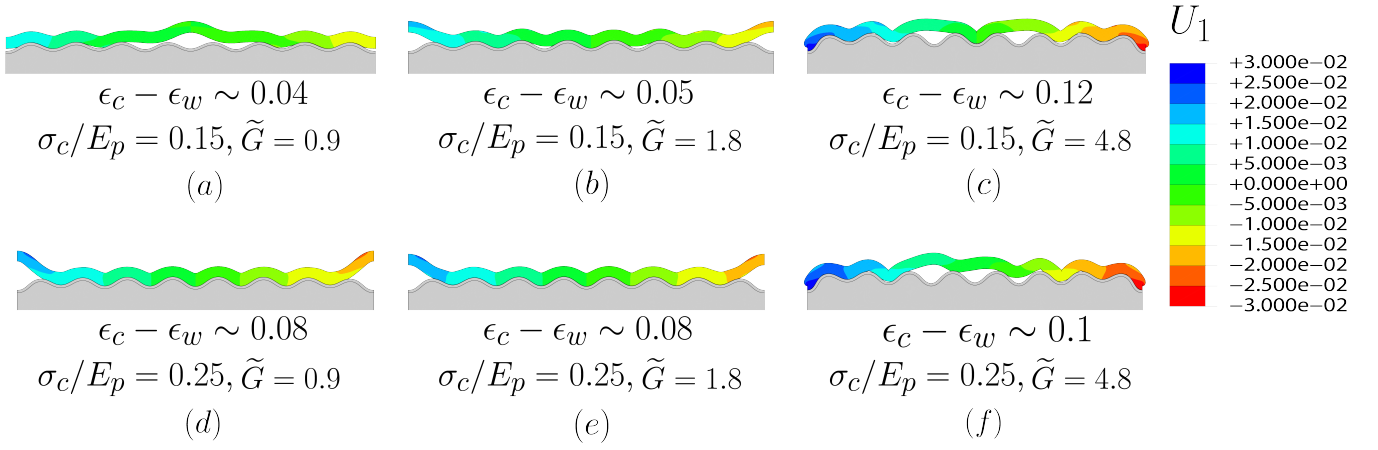 ϵc − ϵw ∼ 0.04
σc/Ep = 0.15, G̃ = 0.9
(a)
ϵc − ϵw ∼ 0.05
σc/Ep = 0.15, G̃ = 1.8
(b)
ϵc − ϵw ∼ 0.12
σc/Ep = 0.15, G̃ = 4.8
(c)
ϵc − ϵw ∼ 0.08
σc/Ep = 0.25, G̃ = 0.9
(d)
ϵc − ϵw ∼ 0.08
σc/Ep = 0.25, G̃ = 1.8
(e)
ϵc − ϵw ∼ 0.1
σc/Ep = 0.25, G̃ = 4.8
(f)
U1
+3.000e−02
+2.500e−02
+2.000e−02
+1.500e−02
+1.000e−02
+5.000e−03
+0.000e+00
−5.000e−03
−1.000e−02
−1.500e−02
−2.000e−02
−2.500e−02
−3.000e−02